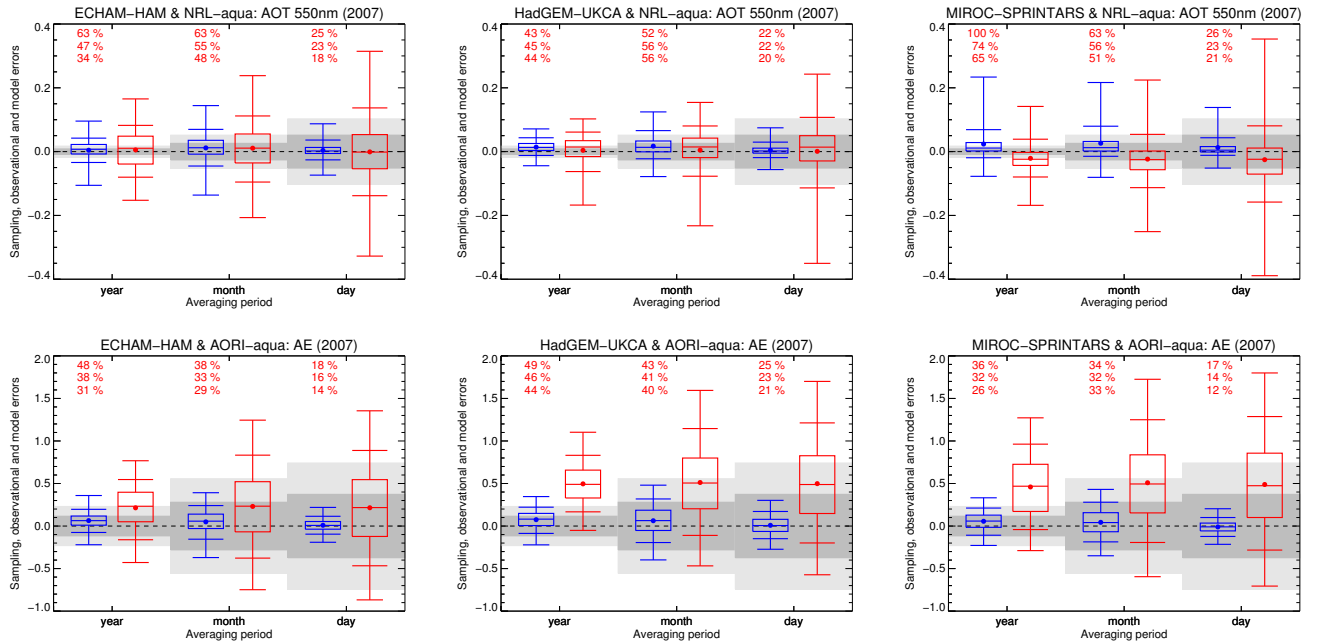 ECHAM−HAM & NRL−aqua: AOT 550nm (2007)
Sampling, observational and model errors
0.4
0.2
0.0
−0.2
−0.4
63 % 63 % 25 %
47 % 55 % 23 %
34 % 48 % 18 %
year month day
Averaging period
HadGEM−UKCA & NRL−aqua: AOT 550nm (2007)
Sampling, observational and model errors
0.4
0.2
0.0
−0.2
−0.4
43 % 52 % 22 %
45 % 56 % 22 %
44 % 56 % 20 %
year month day
Averaging period
MIROC−SPRINTARS & NRL−aqua: AOT 550nm (2007)
Sampling, observational and model errors
0.4
0.2
0.0
−0.2
−0.4
100 % 63 % 26 %
74 % 56 % 23 %
65 % 51 % 21 %
year month day
Averaging period
ECHAM−HAM & AORI−aqua: AE (2007)
Sampling, observational and model errors
2.0
1.5
1.0
0.5
0.0
−0.5
−1.0
48 % 38 % 18 %
38 % 33 % 16 %
31 % 29 % 14 %
year month day
Averaging period
HadGEM−UKCA & AORI−aqua: AE (2007)
Sampling, observational and model errors
2.0
1.5
1.0
0.5
0.0
−0.5
−1.0
49 % 43 % 25 %
46 % 41 % 23 %
44 % 40 % 21 %
year month day
Averaging period
MIROC−SPRINTARS & AORI−aqua: AE (2007)
Sampling, observational and model errors
2.0
1.5
1.0
0.5
0.0
−0.5
−1.0
36 % 34 % 17 %
32 % 32 % 14 %
26 % 33 % 12 %
year month day
Averaging period